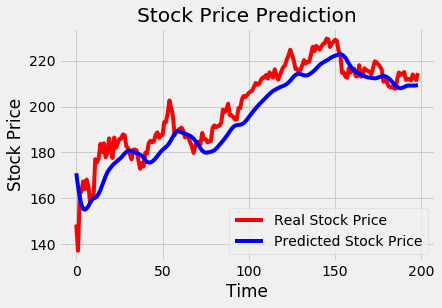 Stock Price Prediction
220
200
180
160
140
Stock Price
Real Stock Price
Predicted Stock Price
0
50
100
150
200
Time